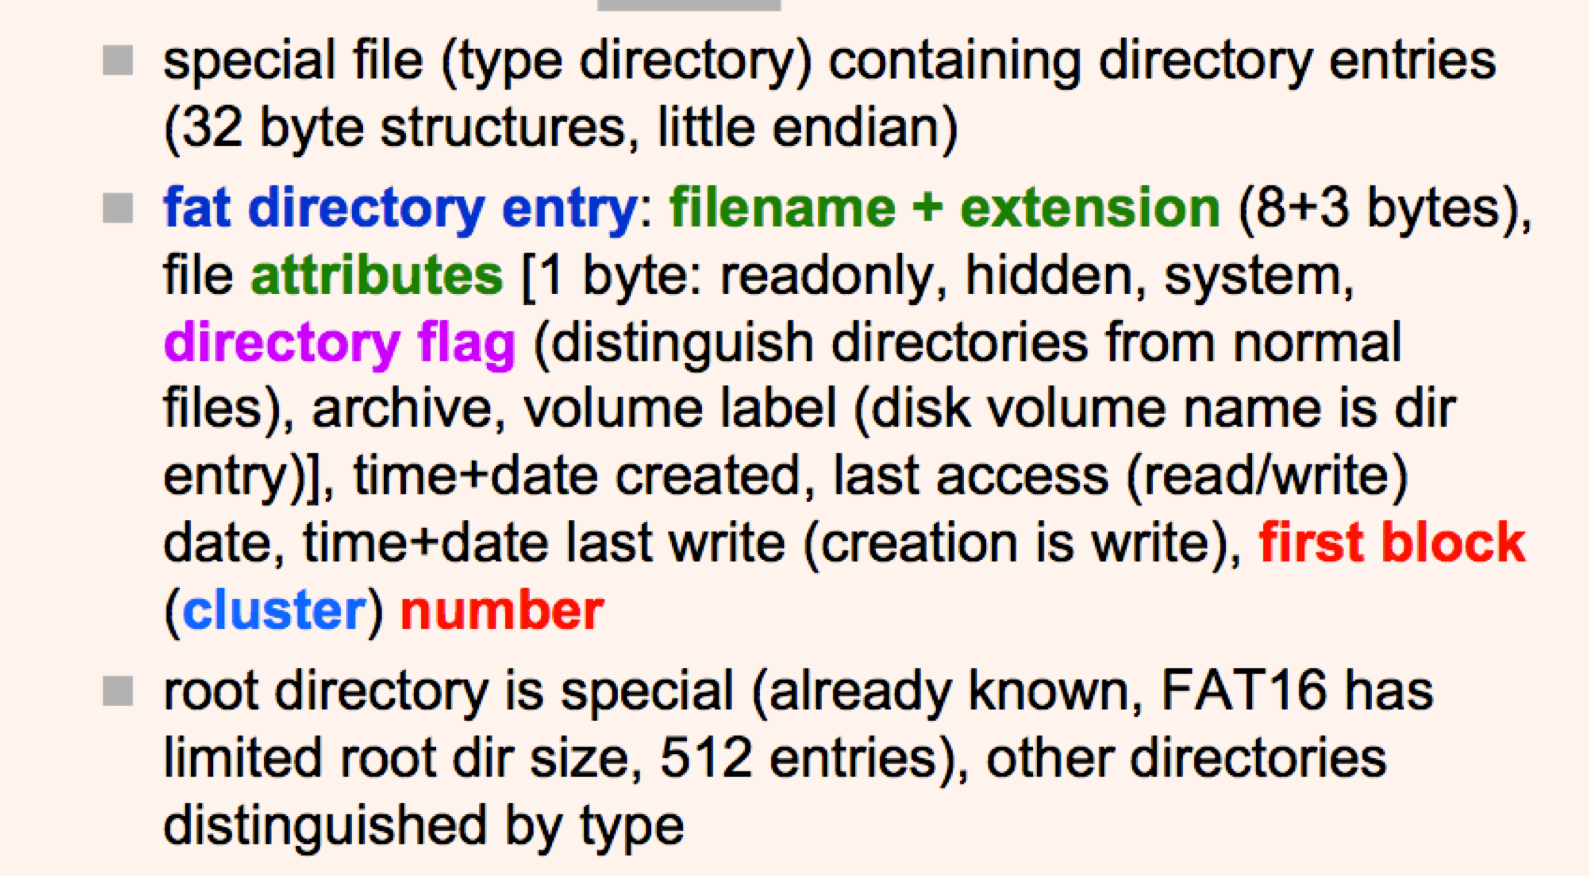 special file (type directory) containing directory entries
(32 byte structures, little endian)
fat directory entry: filename + extension (8+3 bytes),
file attributes [1 byte: readonly, hidden, system,
directory flag (distinguish directories from normal
files), archive, volume label (disk volume name is dir
entry)], time+date created, last access (read/write)
date, time+date last write (creation is write), first block
(cluster) number
root directory is special (already known, FAT16 has
limited root dir size, 512 entries), other directories
distinguished by type